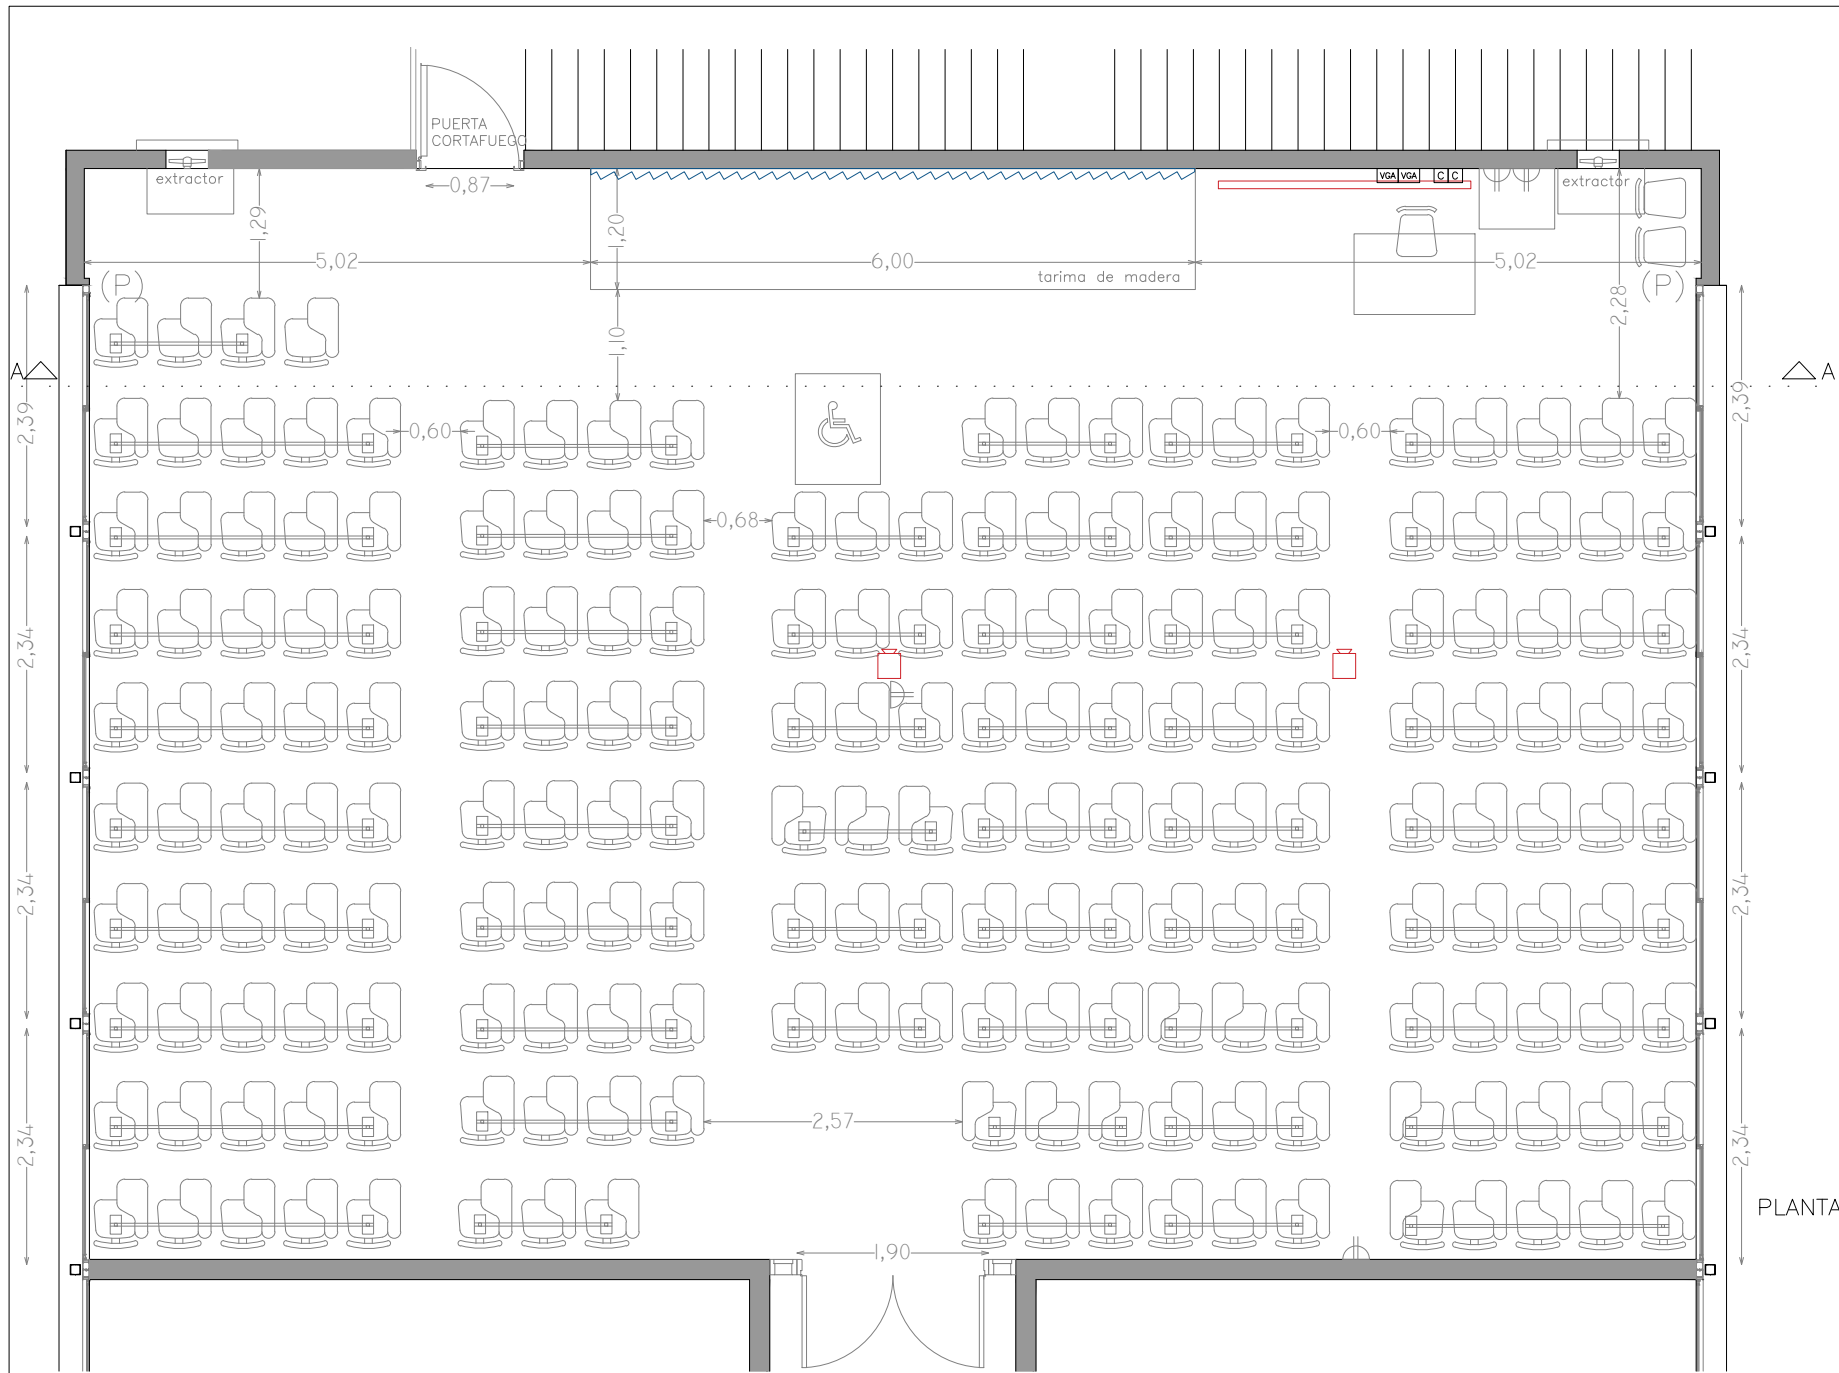 PUERTA
CORTAFUEGO
extractor
0,87
VGA VGA C C
extractor
1,29
1,20
5,02
6,00
5,02
tarima de madera
(P)
(P)
2,28
1,10
A
A
2,39
2,39
0,60
0,60
0,68
2,34
2,34
2,34
2,34
2,57
2,34
2,34
PLANTA
1,90